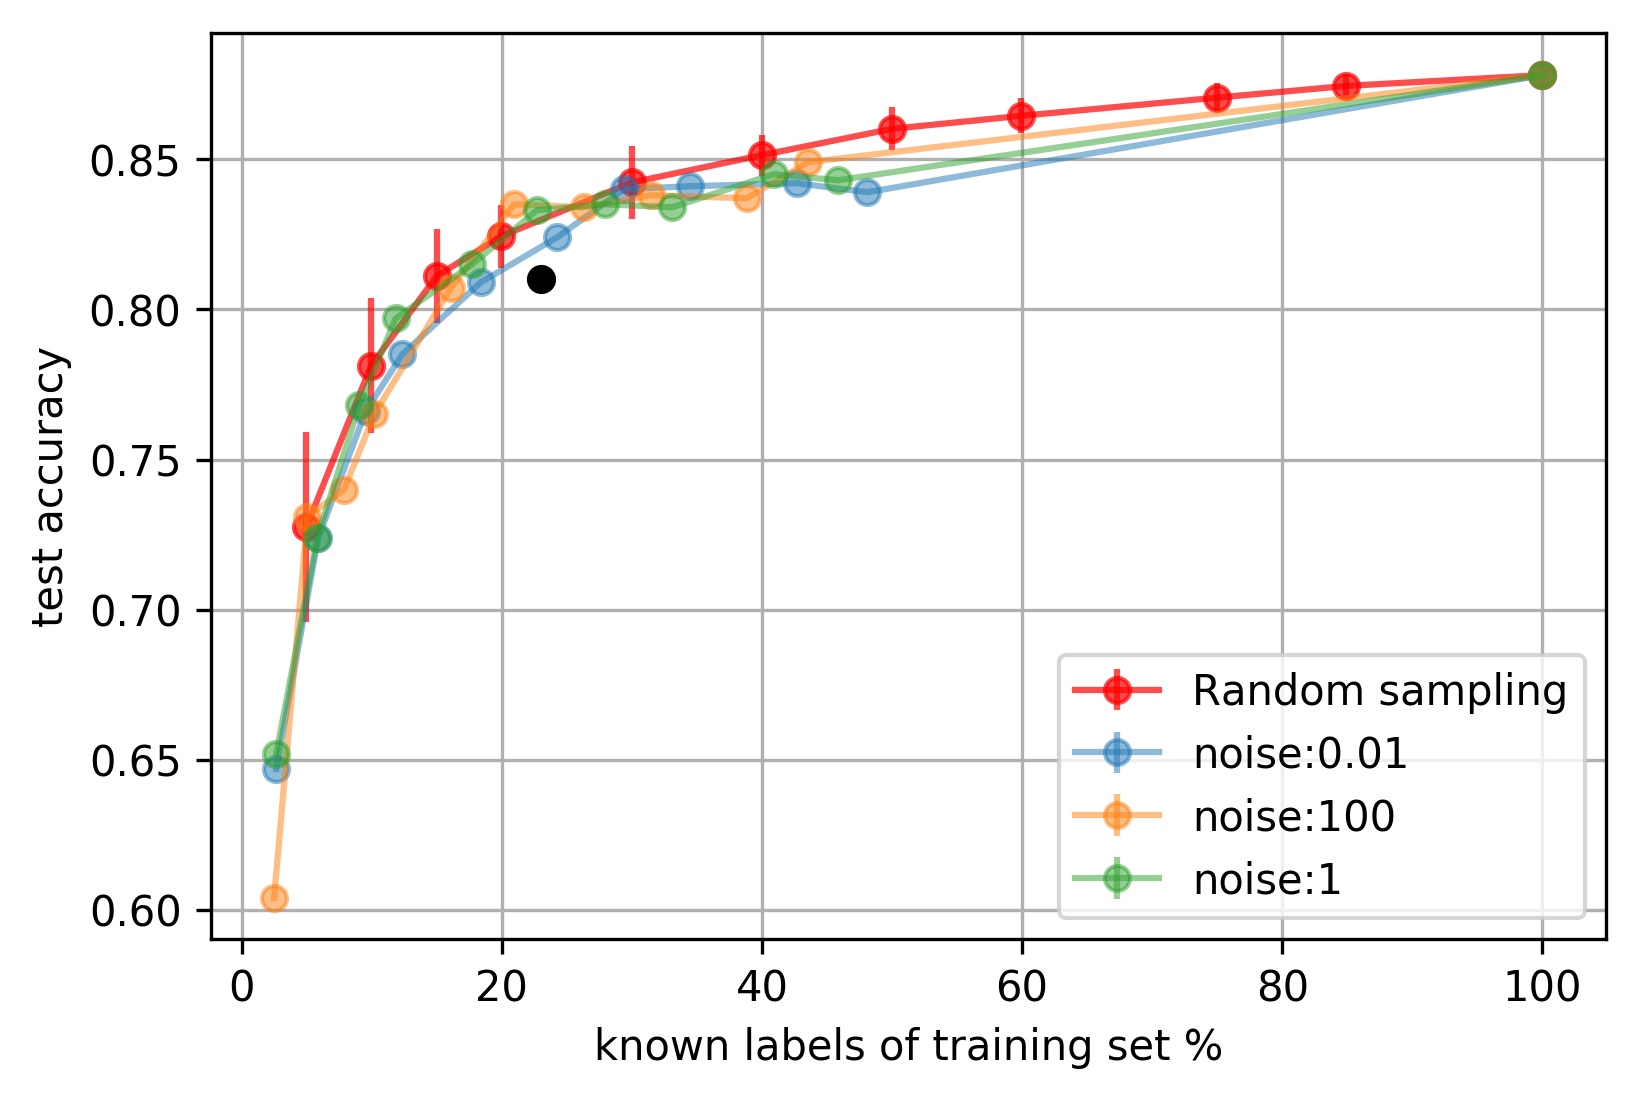 0.85
0.80
0.75
0.70
0.65
0.60
test accuracy
Random sampling
noise:0.01
noise:100
noise:1
0 20 40 60 80 100
known labels of training set %